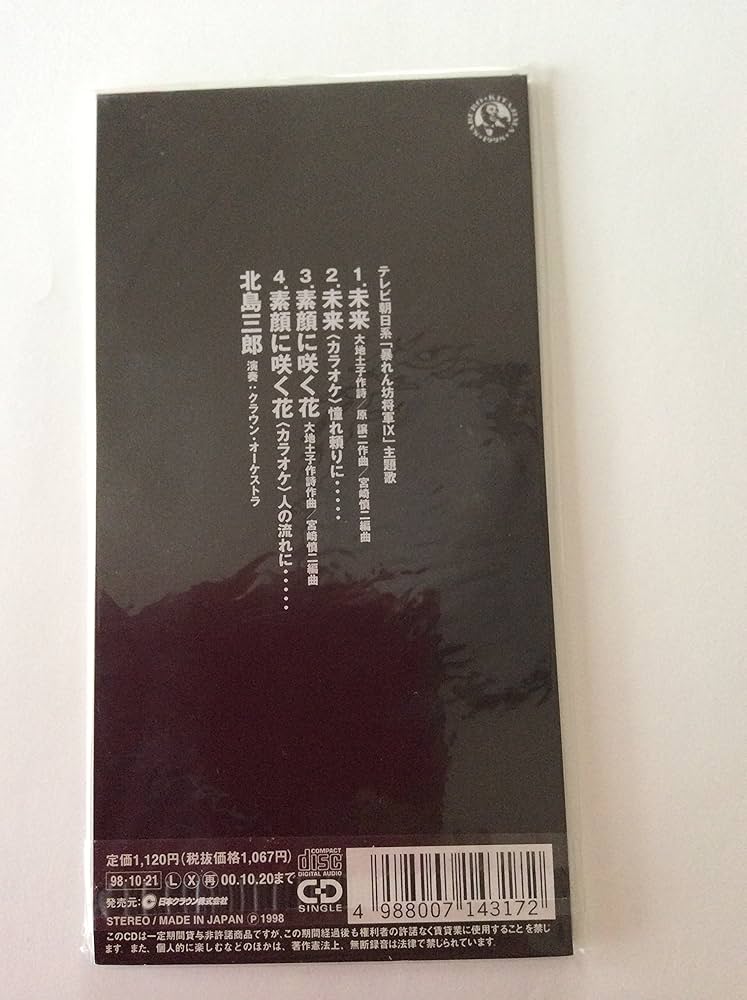 SABURO・KITAJIMA
1998
テレビ朝日系「暴れん坊将軍IX」主題歌
1.未来 大地土子作詩／原 譲二作曲／宮崎慎二編曲
2.未来〈カラオケ〉憧れ頼りに・・・・・
3.素顔に咲く花 大地土子作詩作曲／宮崎慎二編曲
4.素顔に咲く花〈カラオケ〉人の流れに・・・・・
北島三郎 演奏：クラウン・オーケストラ
定価1,120円(税抜価格1,067円)
98・10・21 L X 再 00.10.20まで
発売元: 日本クラウン株式会社
STEREO / MADE IN JAPAN Ⓟ 1998
COMPACT
disc
DIGITAL AUDIO
CD
SINGLE
4 988007 143172
このCDは一定期間貸与非許諾商品ですが、この期間経過後も権利者の許諾なく賃貸業に使用することを禁じ
ます。また、個人的に楽しむなどのほかは、著作憲法上、無断録音は法律で禁じられています。